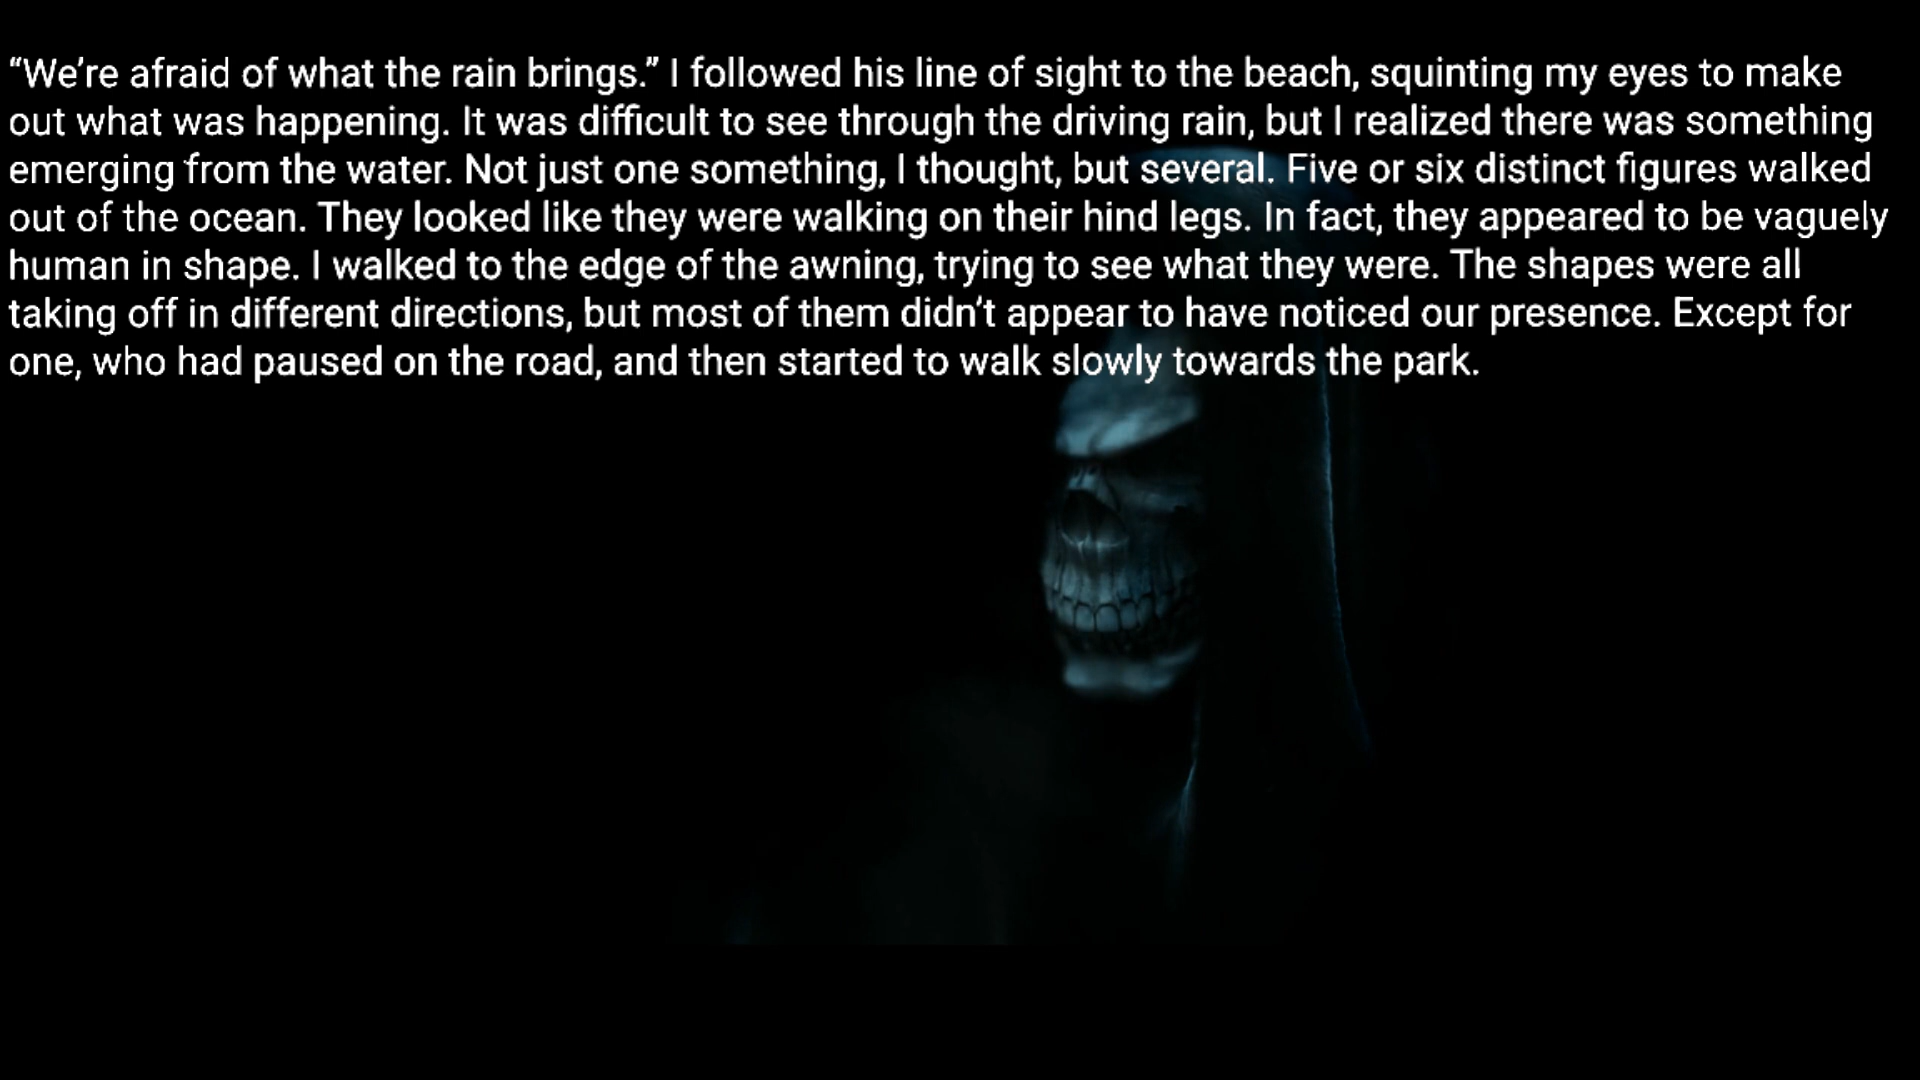 “We’re afraid of what the rain brings.” I followed his line of sight to the beach, squinting my eyes to make
out what was happening. It was difficult to see through the driving rain, but I realized there was something
emerging from the water. Not just one something, I thought, but several. Five or six distinct figures walked
out of the ocean. They looked like they were walking on their hind legs. In fact, they appeared to be vaguely
human in shape. I walked to the edge of the awning, trying to see what they were. The shapes were all
taking off in different directions, but most of them didn’t appear to have noticed our presence. Except for
one, who had paused on the road, and then started to walk slowly towards the park.